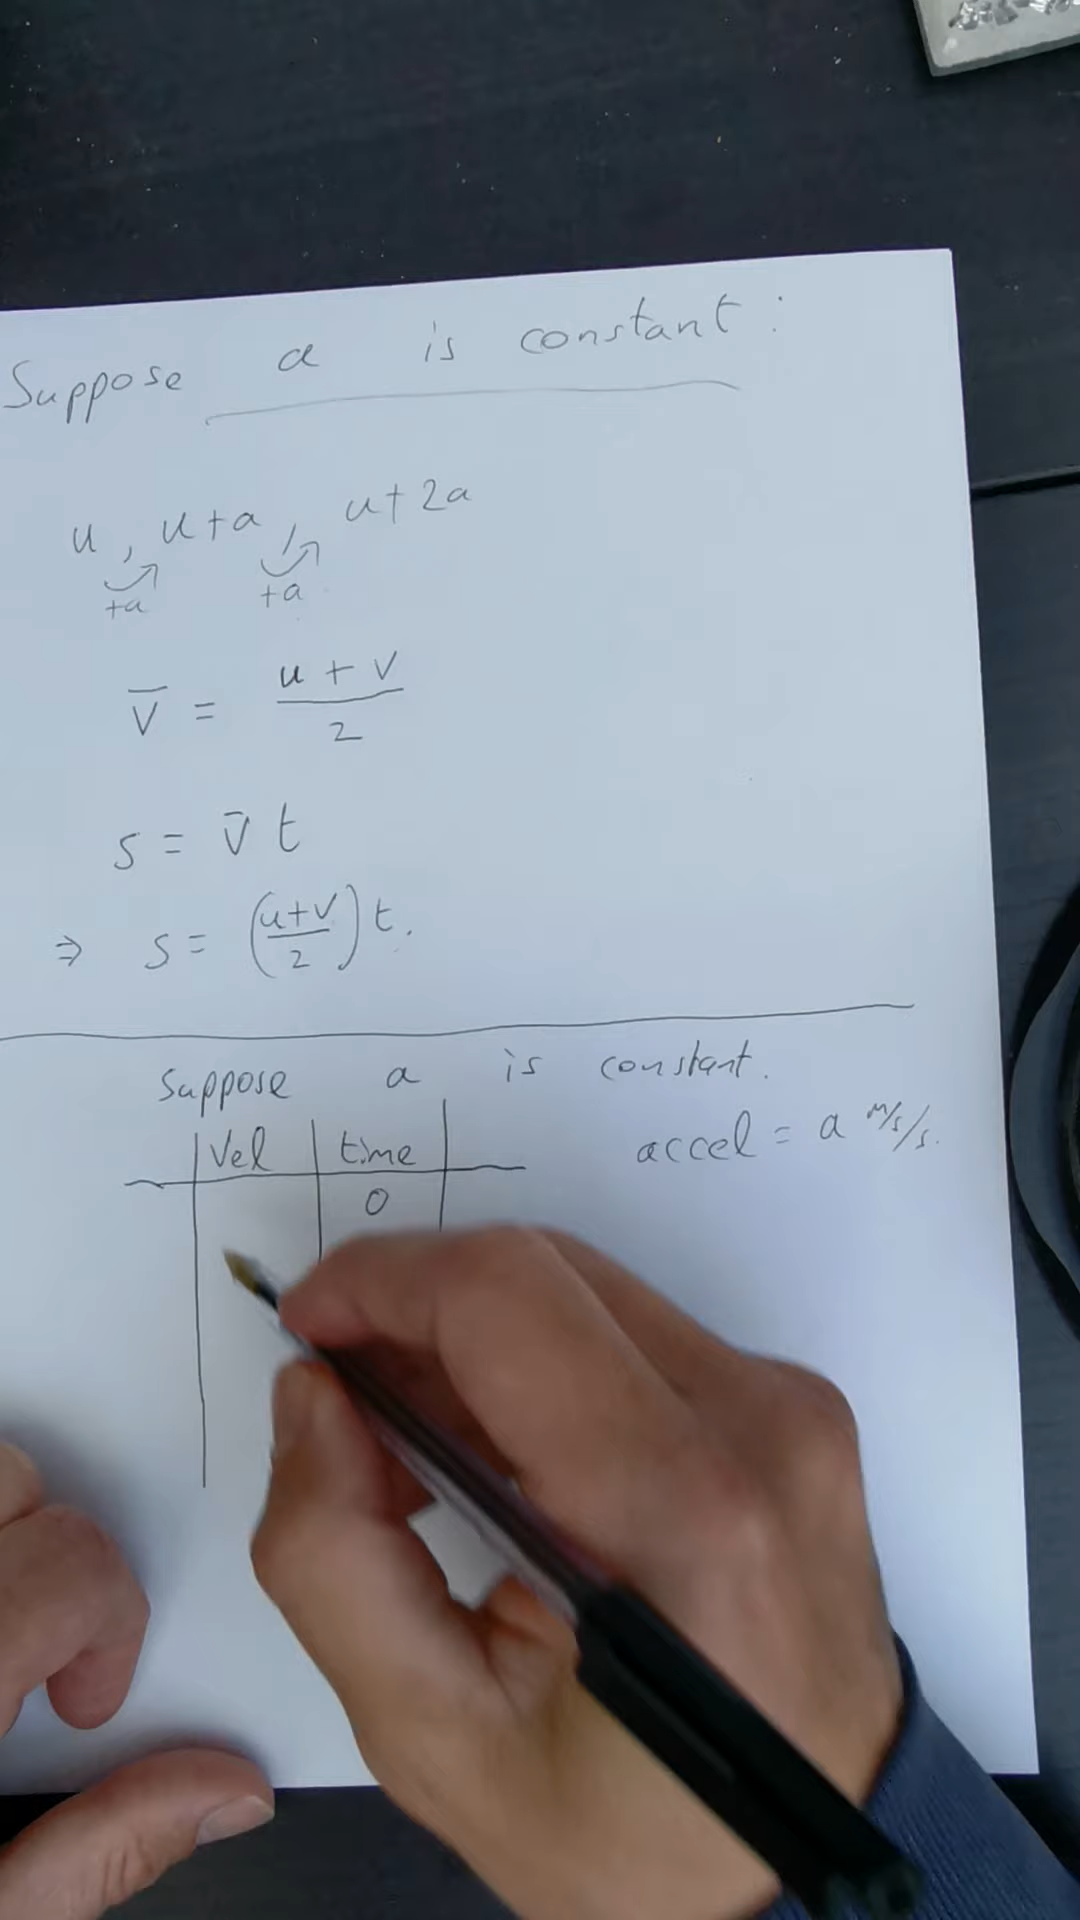 Suppose a is constant:
u, u+a, u+2a
+a +a
v̄ = (u + v)/2
s = v̄ t
⇒ s = ((u+v)/2) t.
Suppose a is constant.
Vel time
accel = a m/s/s.
0